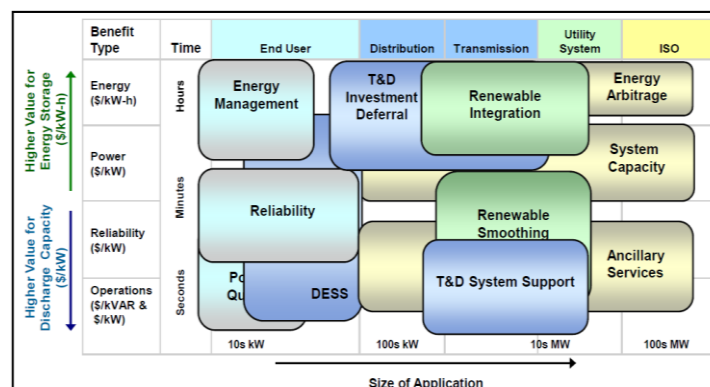 Benefit
Type
Time
End User
Distribution
Transmission
Utility
System
ISO
Higher Value for
Energy Storage
($/kW-h)
Higher Value for
Discharge Capacity
($/kW)
Energy
($/kW-h)
Power
($/kW)
Reliability
($/kW)
Operations
($/kVAR &
$/kW)
Hours
Minutes
Seconds
Energy
Management
T&D
Investment
Deferral
Renewable
Integration
Energy
Arbitrage
System
Capacity
Reliability
Renewable
Smoothing
Ancillary
Services
Po
Qu
DESS
T&D System Support
10s kW
100s kW
10s MW
100s MW
Size of Application